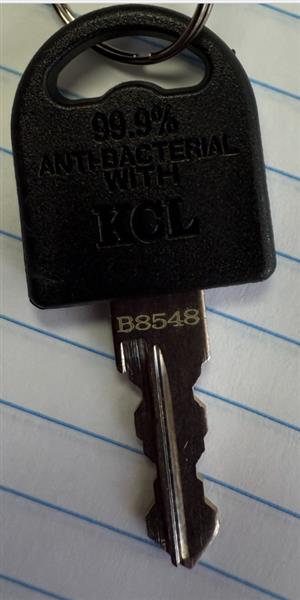 99.9%
ANTI-BACTERIAL
WITH
KCL
B8548